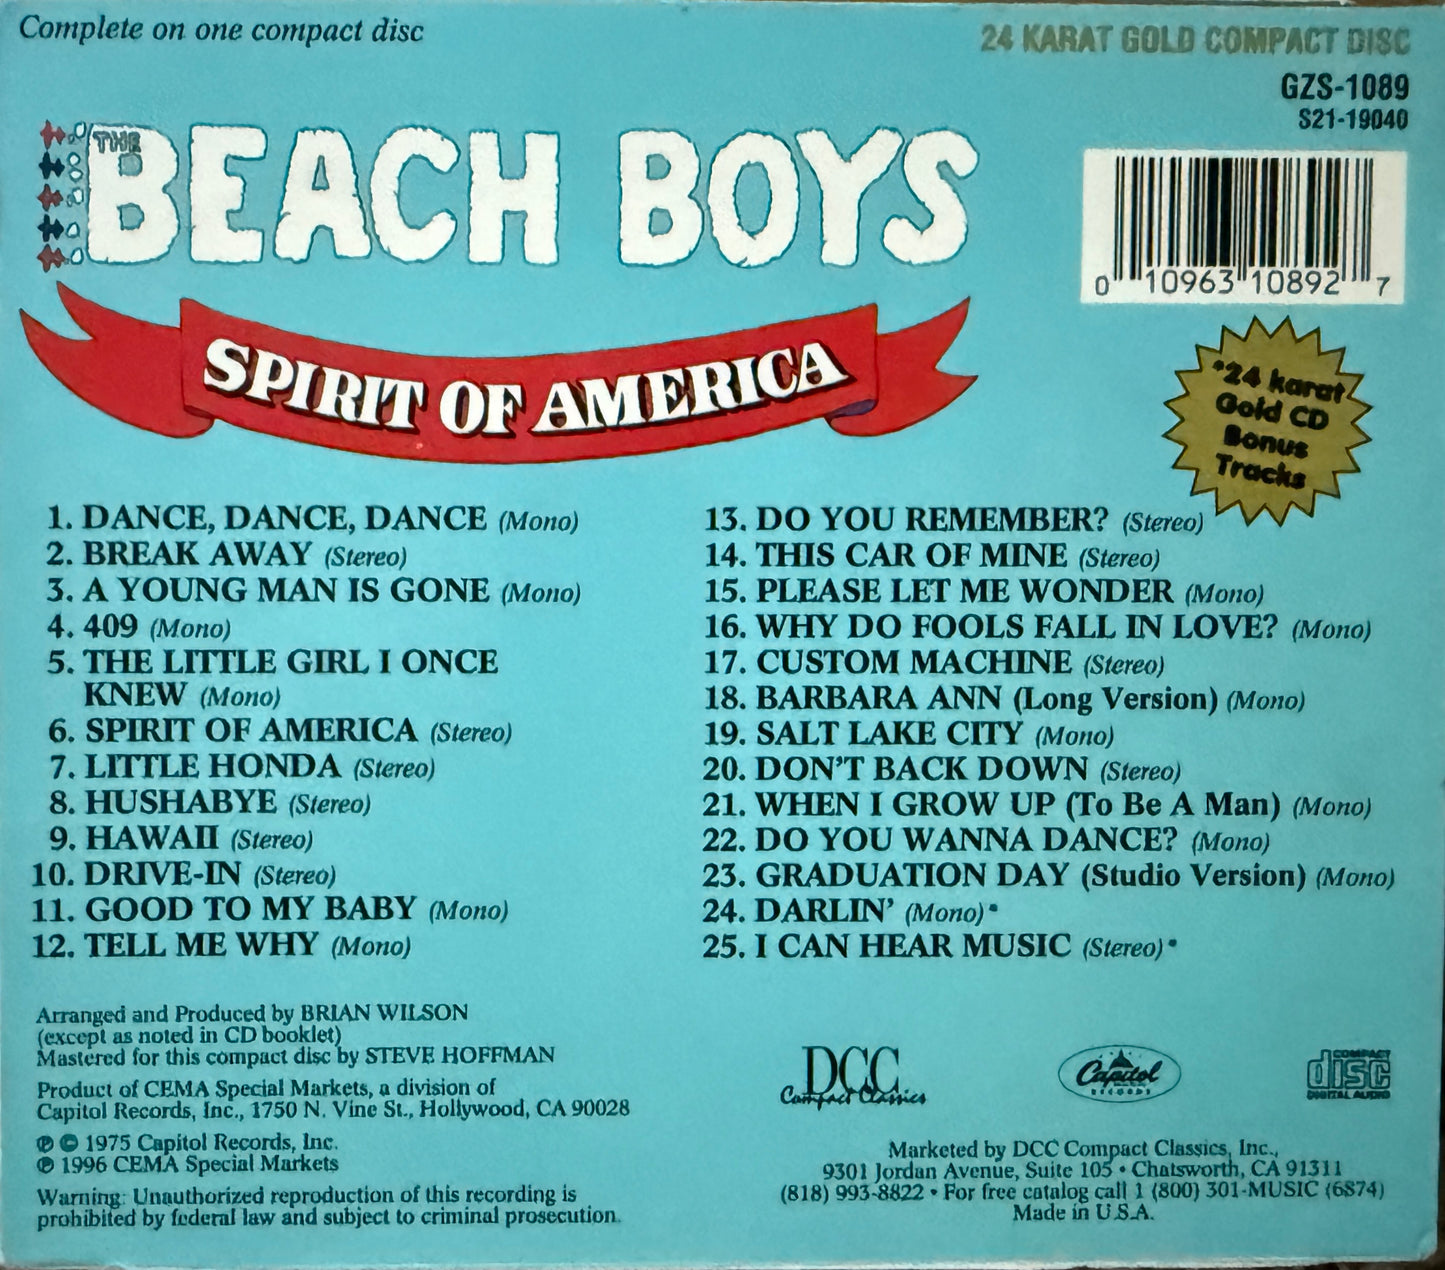 Complete on one compact disc
24 KARAT GOLD COMPACT DISC
GZS-1089
S21-19040
THE
BEACH BOYS
0 10963 10892 7
SPIRIT OF AMERICA
*24 karat
Gold CD
Bonus
Tracks
1. DANCE, DANCE, DANCE (Mono)
2. BREAK AWAY (Stereo)
3. A YOUNG MAN IS GONE (Mono)
4. 409 (Mono)
5. THE LITTLE GIRL I ONCE
KNEW (Mono)
6. SPIRIT OF AMERICA (Stereo)
7. LITTLE HONDA (Stereo)
8. HUSHABYE (Stereo)
9. HAWAII (Stereo)
10. DRIVE-IN (Stereo)
11. GOOD TO MY BABY (Mono)
12. TELL ME WHY (Mono)
13. DO YOU REMEMBER? (Stereo)
14. THIS CAR OF MINE (Stereo)
15. PLEASE LET ME WONDER (Mono)
16. WHY DO FOOLS FALL IN LOVE? (Mono)
17. CUSTOM MACHINE (Stereo)
18. BARBARA ANN (Long Version) (Mono)
19. SALT LAKE CITY (Mono)
20. DON'T BACK DOWN (Stereo)
21. WHEN I GROW UP (To Be A Man) (Mono)
22. DO YOU WANNA DANCE? (Mono)
23. GRADUATION DAY (Studio Version) (Mono)
24. DARLIN' (Mono)*
25. I CAN HEAR MUSIC (Stereo)*
Arranged and Produced by BRIAN WILSON
(except as noted in CD booklet)
Mastered for this compact disc by STEVE HOFFMAN
Product of CEMA Special Markets, a division of
Capitol Records, Inc., 1750 N. Vine St., Hollywood, CA 90028
℗ © 1975 Capitol Records, Inc.
℗ 1996 CEMA Special Markets
Warning: Unauthorized reproduction of this recording is
prohibited by federal law and subject to criminal prosecution.
DCC
Compact Classics
Capitol
RECORDS
COMPACT
disc
DIGITAL AUDIO
Marketed by DCC Compact Classics, Inc.,
9301 Jordan Avenue, Suite 105 • Chatsworth, CA 91311
(818) 993-8822 • For free catalog call 1 (800) 301-MUSIC (6874)
Made in U.S.A.